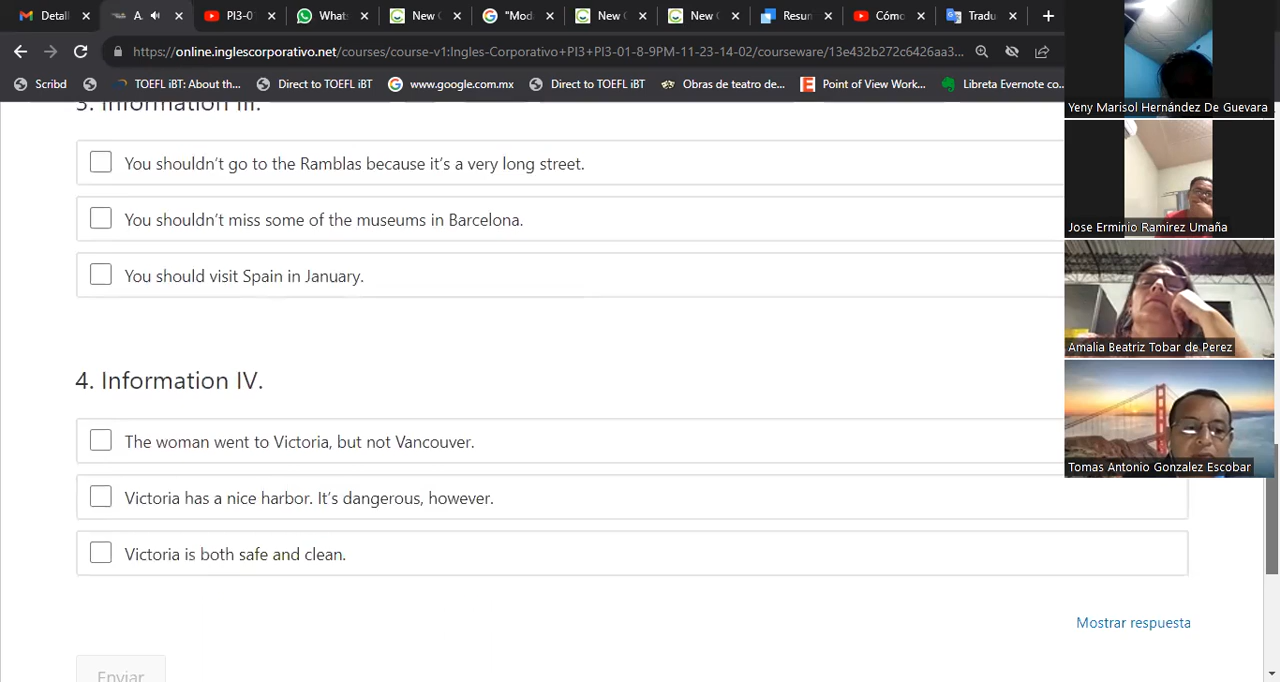 Detall
A
PI3-0
Whats
New
"Mod
New
New
Resun
Cómo
Tradu
https://online.inglescorporativo.net/courses/course-v1:Ingles-Corporativo+PI3+PI3-01-8-9PM-11-23-14-02/courseware/13e432b272c6426aa3...
Scribd
TOEFL iBT: About th...
Direct to TOEFL iBT
www.google.com.mx
Direct to TOEFL iBT
Obras de teatro de...
Point of View Work...
Libreta Evernote co...
Yeny Marisol Hernández De Guevara
3. Information III.
You shouldn't go to the Ramblas because it's a very long street.
You shouldn't miss some of the museums in Barcelona.
Jose Erminio Ramirez Umaña
You should visit Spain in January.
Amalia Beatriz Tobar de Perez
4. Information IV.
The woman went to Victoria, but not Vancouver.
Tomas Antonio Gonzalez Escobar
Victoria has a nice harbor. It's dangerous, however.
Victoria is both safe and clean.
Mostrar respuesta
Enviar